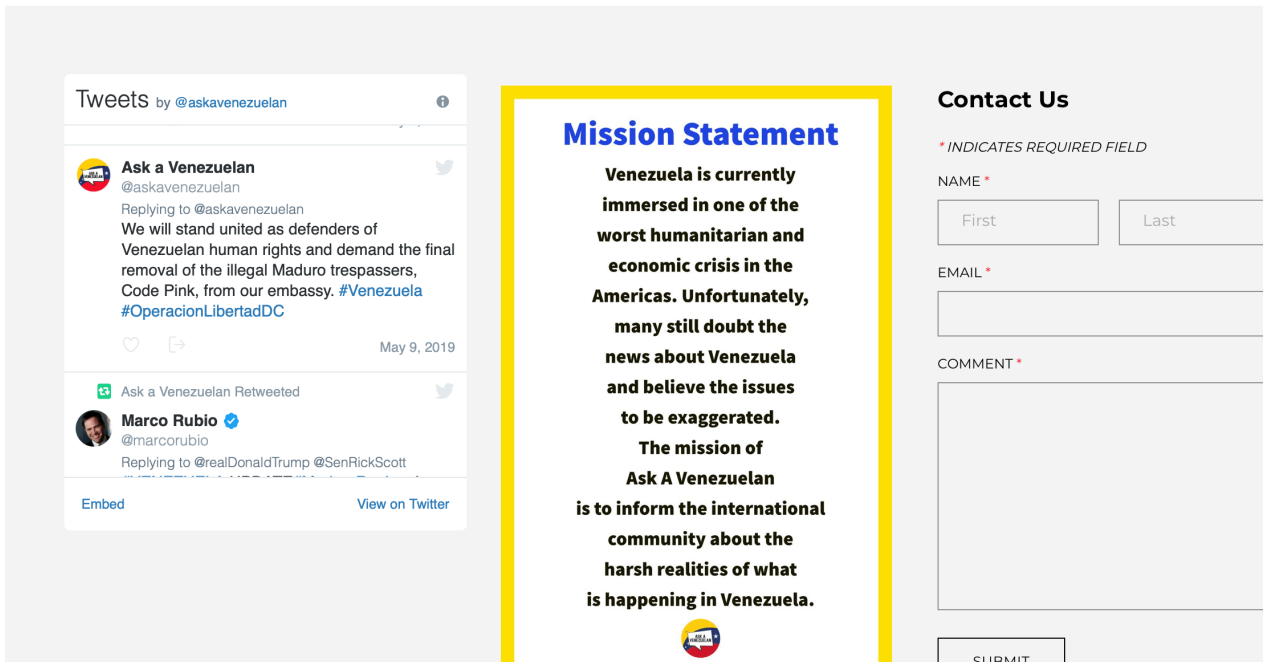 Tweets by @askavenezuelan
Ask a Venezuelan
@askavenezuelan
Replying to @askavenezuelan
We will stand united as defenders of
Venezuelan human rights and demand the final
removal of the illegal Maduro trespassers,
Code Pink, from our embassy. #Venezuela
#OperacionLibertadDC
May 9, 2019
Ask a Venezuelan Retweeted
Marco Rubio
@marcorubio
Replying to @realDonaldTrump @SenRickScott
Embed
View on Twitter
Mission Statement
Venezuela is currently
immersed in one of the
worst humanitarian and
economic crisis in the
Americas. Unfortunately,
many still doubt the
news about Venezuela
and believe the issues
to be exaggerated.
The mission of
Ask A Venezuelan
is to inform the international
community about the
harsh realities of what
is happening in Venezuela.
ASK A
VENEZUELAN
Contact Us
* INDICATES REQUIRED FIELD
NAME *
First
Last
EMAIL *
COMMENT *
SUBMIT